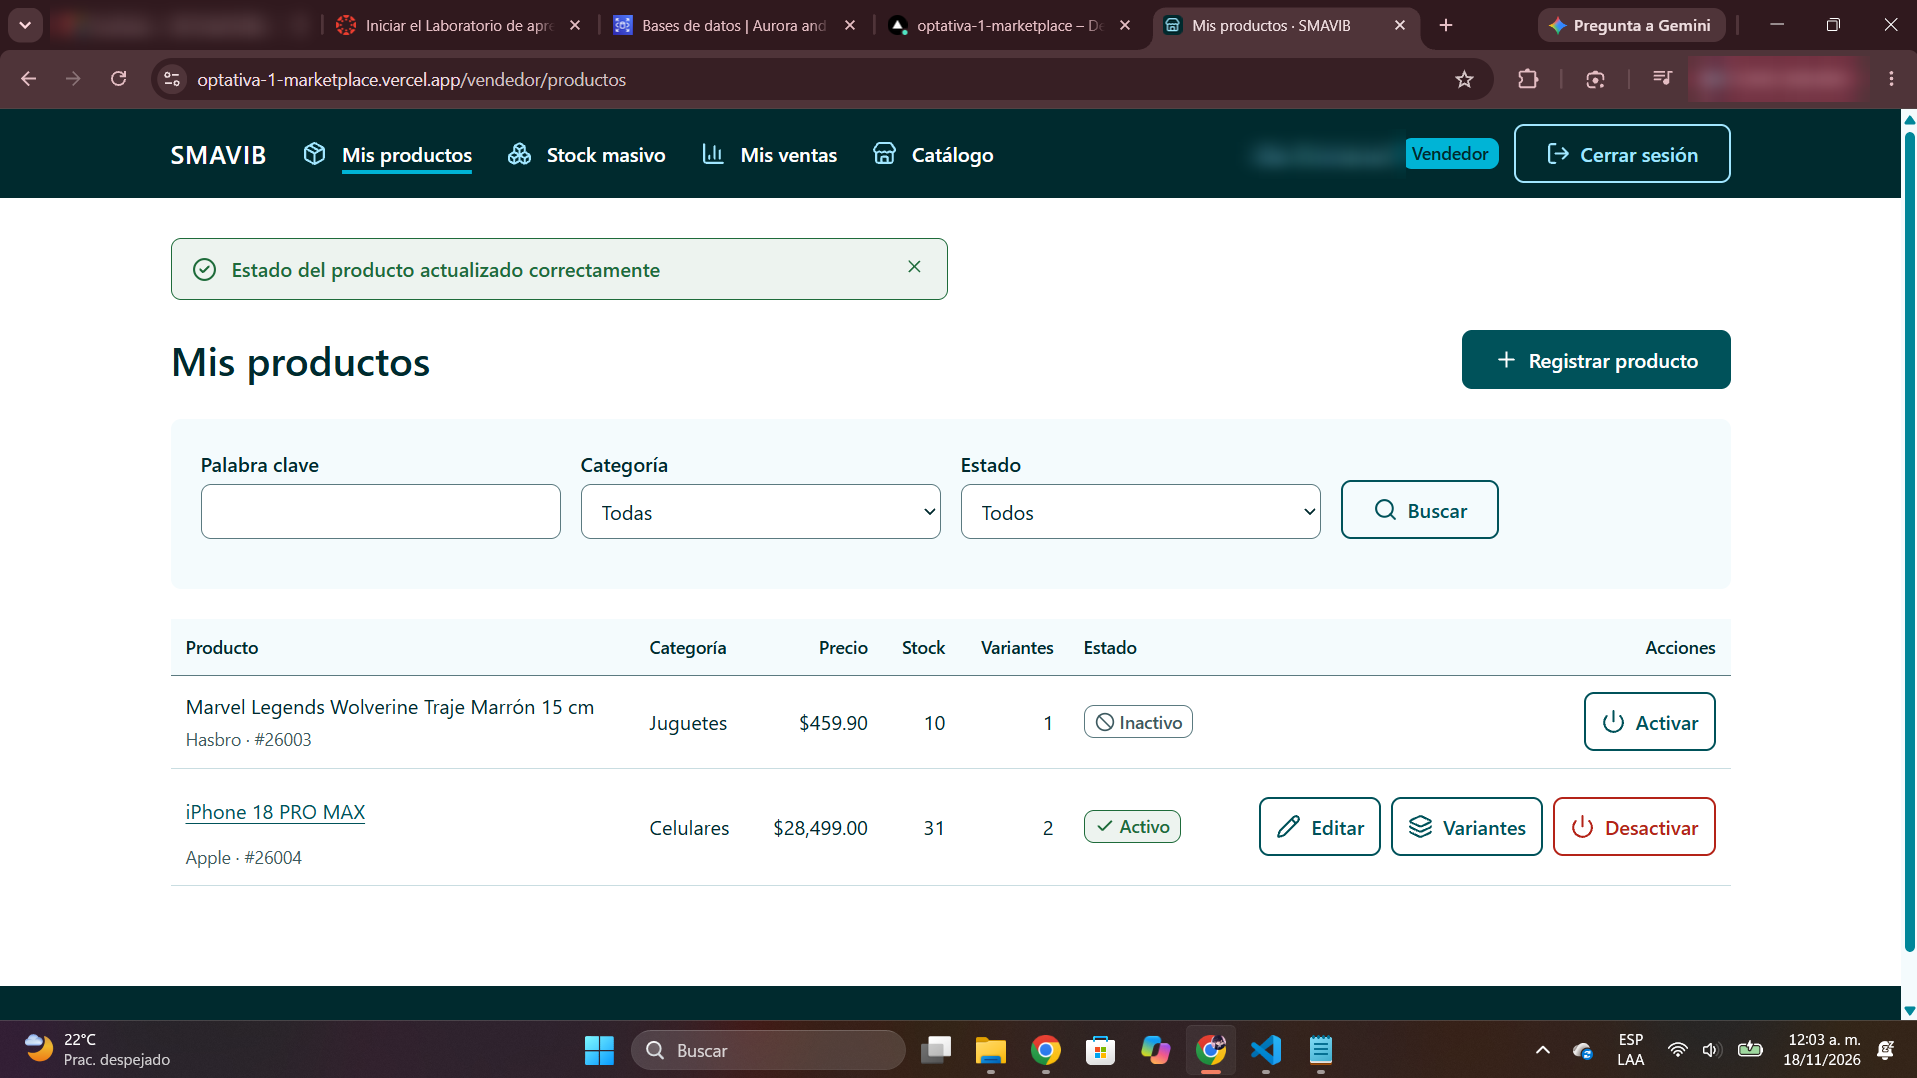 Iniciar el Laboratorio de apre
Bases de datos | Aurora and
optativa-1-marketplace – De
Mis productos · SMAVIB
Pregunta a Gemini
optativa-1-marketplace.vercel.app/vendedor/productos
SMAVIB
Mis productos
Stock masivo
Mis ventas
Catálogo
Vendedor
Cerrar sesión
Estado del producto actualizado correctamente
Mis productos
Registrar producto
Palabra clave
Categoría
Estado
Todas
Todos
Buscar
Producto Categoría Precio Stock Variantes Estado Acciones
Marvel Legends Wolverine Traje Marrón 15 cm
Hasbro · #26003
Juguetes $459.90 10 1 Inactivo Activar
iPhone 18 PRO MAX
Apple · #26004
Celulares $28,499.00 31 2 Activo Editar Variantes Desactivar
22°C
Prac. despejado
Buscar
ESP
LAA
12:03 a. m.
18/11/2026